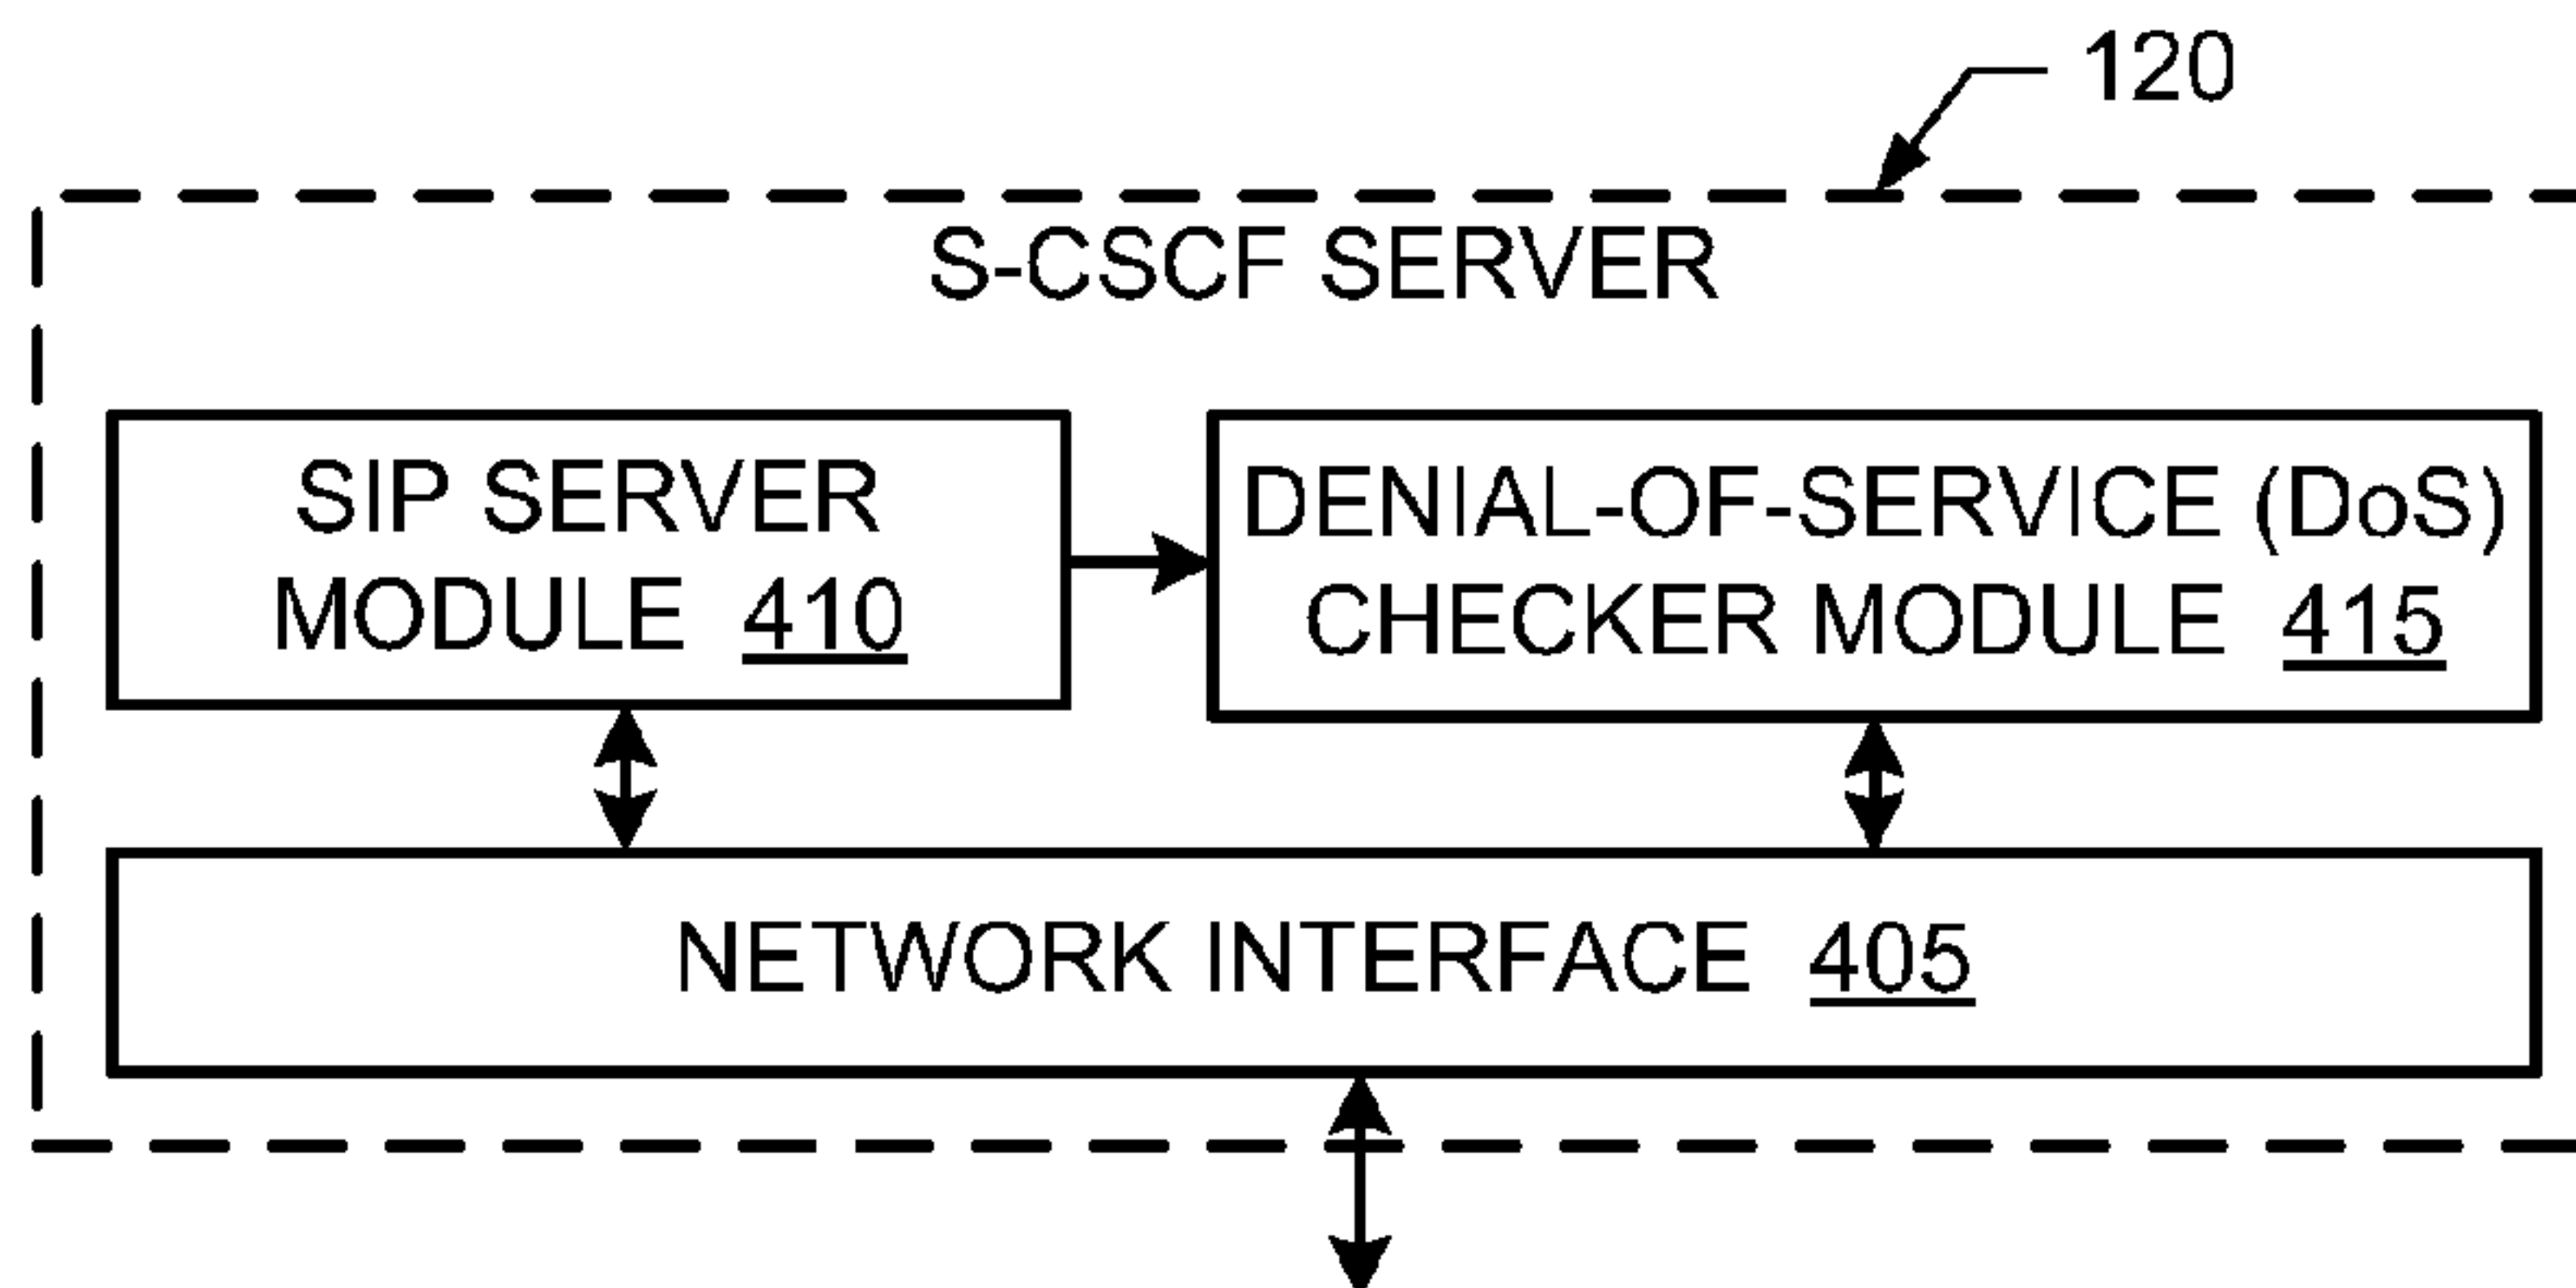 120
S-CSCF SERVER
SIP SERVER
MODULE 410
DENIAL-OF-SERVICE (DoS)
CHECKER MODULE 415
NETWORK INTERFACE 405